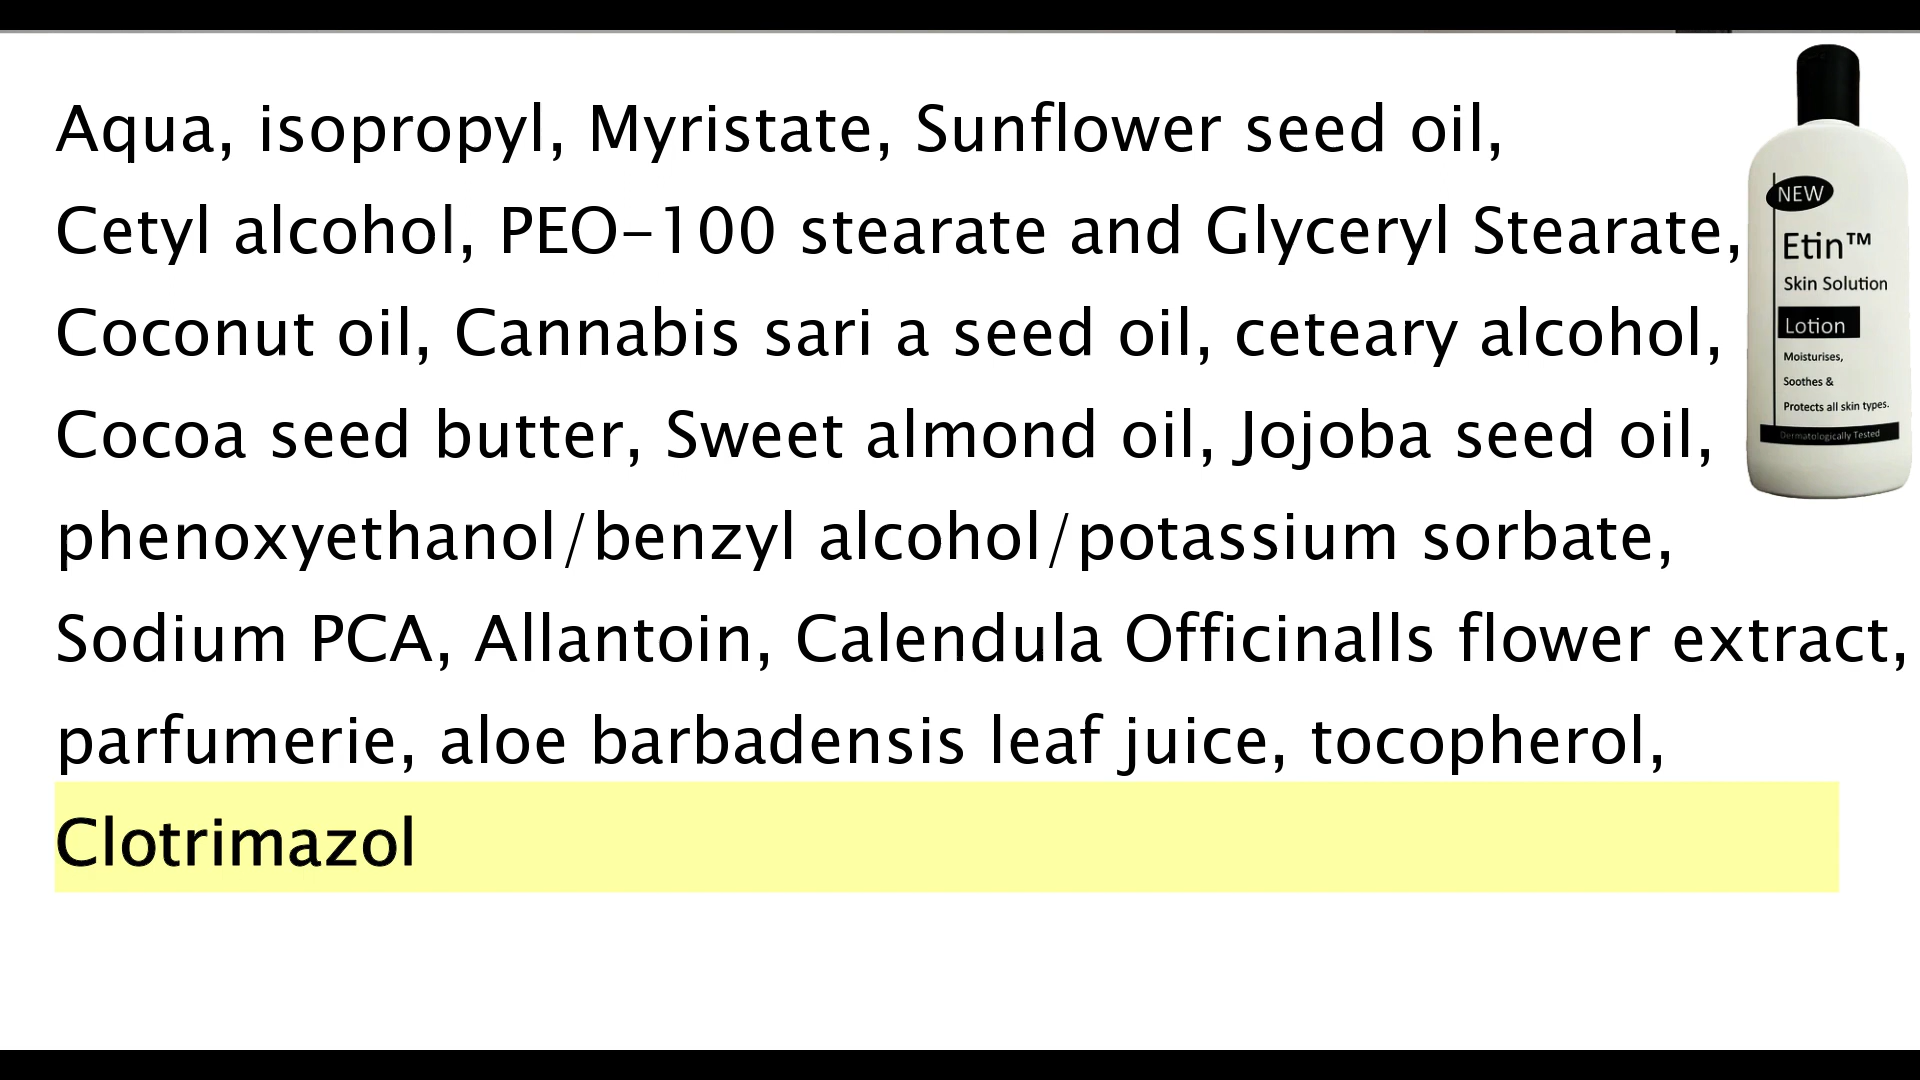 Aqua, isopropyl, Myristate, Sunflower seed oil,
Cetyl alcohol, PEO-100 stearate and Glyceryl Stearate,
Coconut oil, Cannabis sari a seed oil, ceteary alcohol,
Cocoa seed butter, Sweet almond oil, Jojoba seed oil,
phenoxyethanol/benzyl alcohol/potassium sorbate,
Sodium PCA, Allantoin, Calendula Officinalls flower extract,
parfumerie, aloe barbadensis leaf juice, tocopherol,
Clotrimazol
NEW
Etin™
Skin Solution
Lotion
Moisturises,
Soothes &
Protects all skin types.
Dermatologically Tested